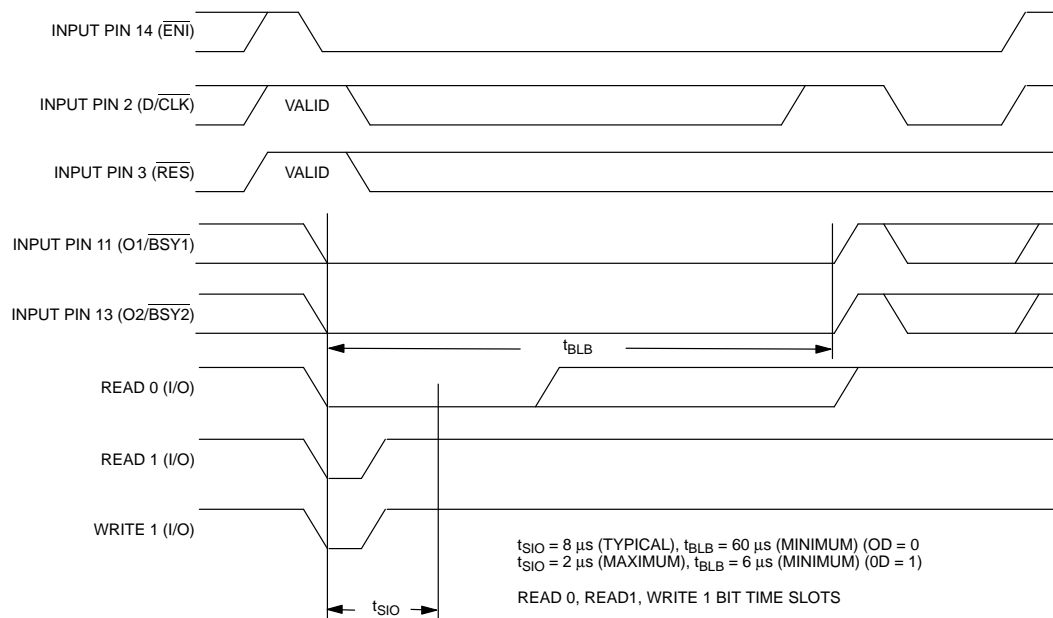 INPUT PIN 14 (ENI)
INPUT PIN 2 (D/CLK)
VALID
INPUT PIN 3 (RES)
VALID
INPUT PIN 11 (O1/BSY1)
INPUT PIN 13 (O2/BSY2)
tBLB
READ 0 (I/O)
READ 1 (I/O)
WRITE 1 (I/O)
tSIO = 8 μs (TYPICAL), tBLB = 60 μs (MINIMUM) (OD = 0
tSIO = 2 μs (MAXIMUM), tBLB = 6 μs (MINIMUM) (0D = 1)
READ 0, READ1, WRITE 1 BIT TIME SLOTS
tSIO